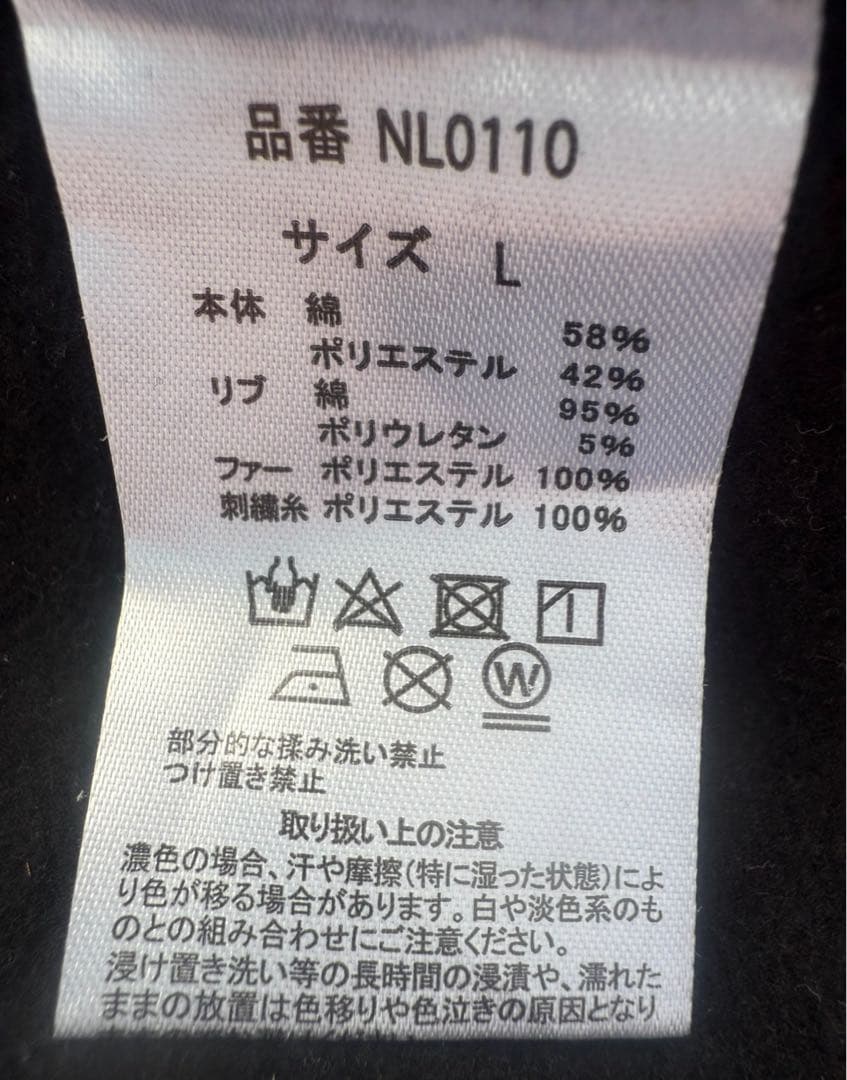 品番 NL0110
サイズ L
本体 綿 58%
ポリエステル 42%
リブ 綿 95%
ポリウレタン 5%
ファー ポリエステル 100%
刺繍糸 ポリエステル 100%
W
部分的な揉み洗い禁止
つけ置き禁止
取り扱い上の注意
濃色の場合、汗や摩擦(特に湿った状態)によ
り色が移る場合があります。白や淡色系のも
のとの組み合わせにご注意ください。
浸け置き洗い等の長時間の浸漬や、濡れた
ままの放置は色移りや色泣きの原因となり